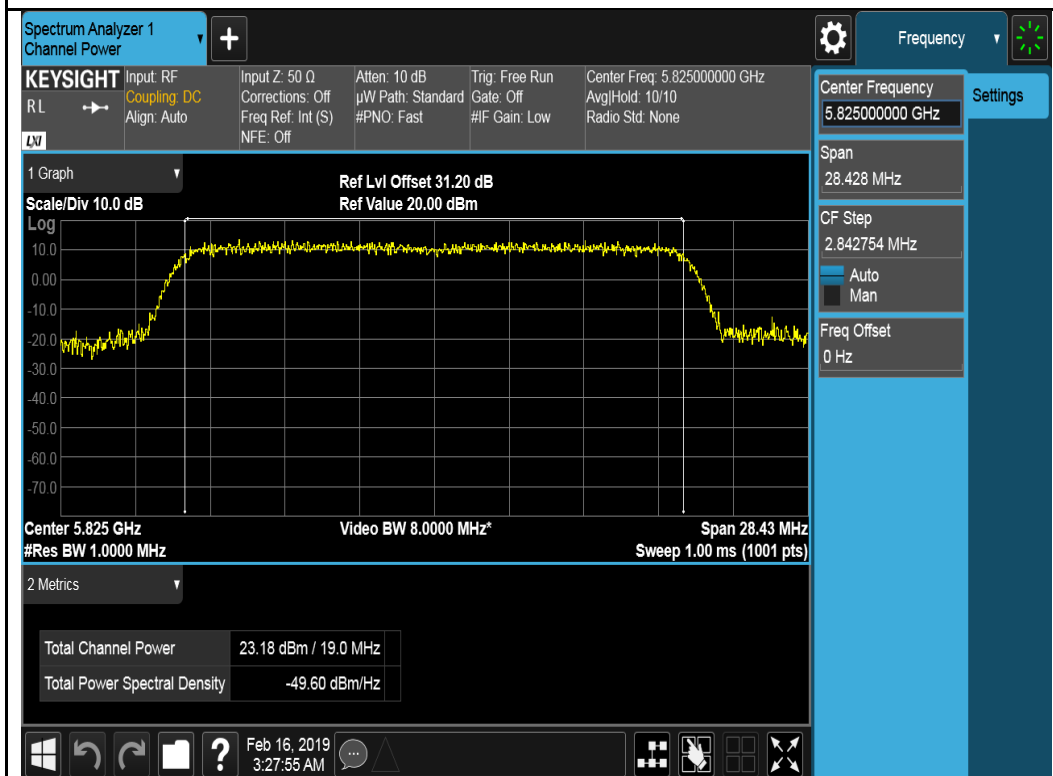 Spectrum Analyzer 1
Channel Power
+
Frequency
KEYSIGHT
RL
LXI
Input: RF
Coupling: DC
Align: Auto
Input Z: 50 Ω
Corrections: Off
Freq Ref: Int (S)
NFE: Off
Atten: 10 dB
µW Path: Standard
#PNO: Fast
Trig: Free Run
Gate: Off
#IF Gain: Low
Center Freq: 5.825000000 GHz
Avg|Hold: 10/10
Radio Std: None
Center Frequency
5.825000000 GHz
Settings
Span
28.428 MHz
CF Step
2.842754 MHz
Auto
Man
Freq Offset
0 Hz
1 Graph
Scale/Div 10.0 dB
Ref Lvl Offset 31.20 dB
Ref Value 20.00 dBm
Log
10.0
0.00
-10.0
-20.0
-30.0
-40.0
-50.0
-60.0
-70.0
Center 5.825 GHz
#Res BW 1.0000 MHz
Video BW 8.0000 MHz*
Span 28.43 MHz
Sweep 1.00 ms (1001 pts)
2 Metrics
Total Channel Power 23.18 dBm / 19.0 MHz
Total Power Spectral Density -49.60 dBm/Hz
?
Feb 16, 2019
3:27:55 AM